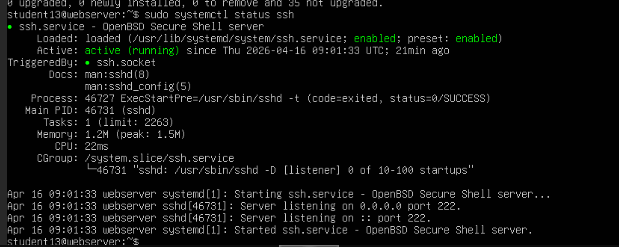 0 upgraded, 0 newly installed, 0 to remove and 35 not upgraded.
student13@webserver:~$ sudo systemctl status ssh
● ssh.service - OpenBSD Secure Shell server
     Loaded: loaded (/usr/lib/systemd/system/ssh.service; enabled; preset: enabled)
     Active: active (running) since Thu 2026-04-16 09:01:33 UTC; 21min ago
TriggeredBy: ● ssh.socket
       Docs: man:sshd(8)
             man:sshd_config(5)
    Process: 46727 ExecStartPre=/usr/sbin/sshd -t (code=exited, status=0/SUCCESS)
   Main PID: 46731 (sshd)
      Tasks: 1 (limit: 2263)
     Memory: 1.2M (peak: 1.5M)
        CPU: 22ms
     CGroup: /system.slice/ssh.service
             └─46731 "sshd: /usr/sbin/sshd -D [listener] 0 of 10-100 startups"

Apr 16 09:01:33 webserver systemd[1]: Starting ssh.service - OpenBSD Secure Shell server...
Apr 16 09:01:33 webserver sshd[46731]: Server listening on 0.0.0.0 port 222.
Apr 16 09:01:33 webserver sshd[46731]: Server listening on :: port 222.
Apr 16 09:01:33 webserver systemd[1]: Started ssh.service - OpenBSD Secure Shell server.
student13@webserver:~$